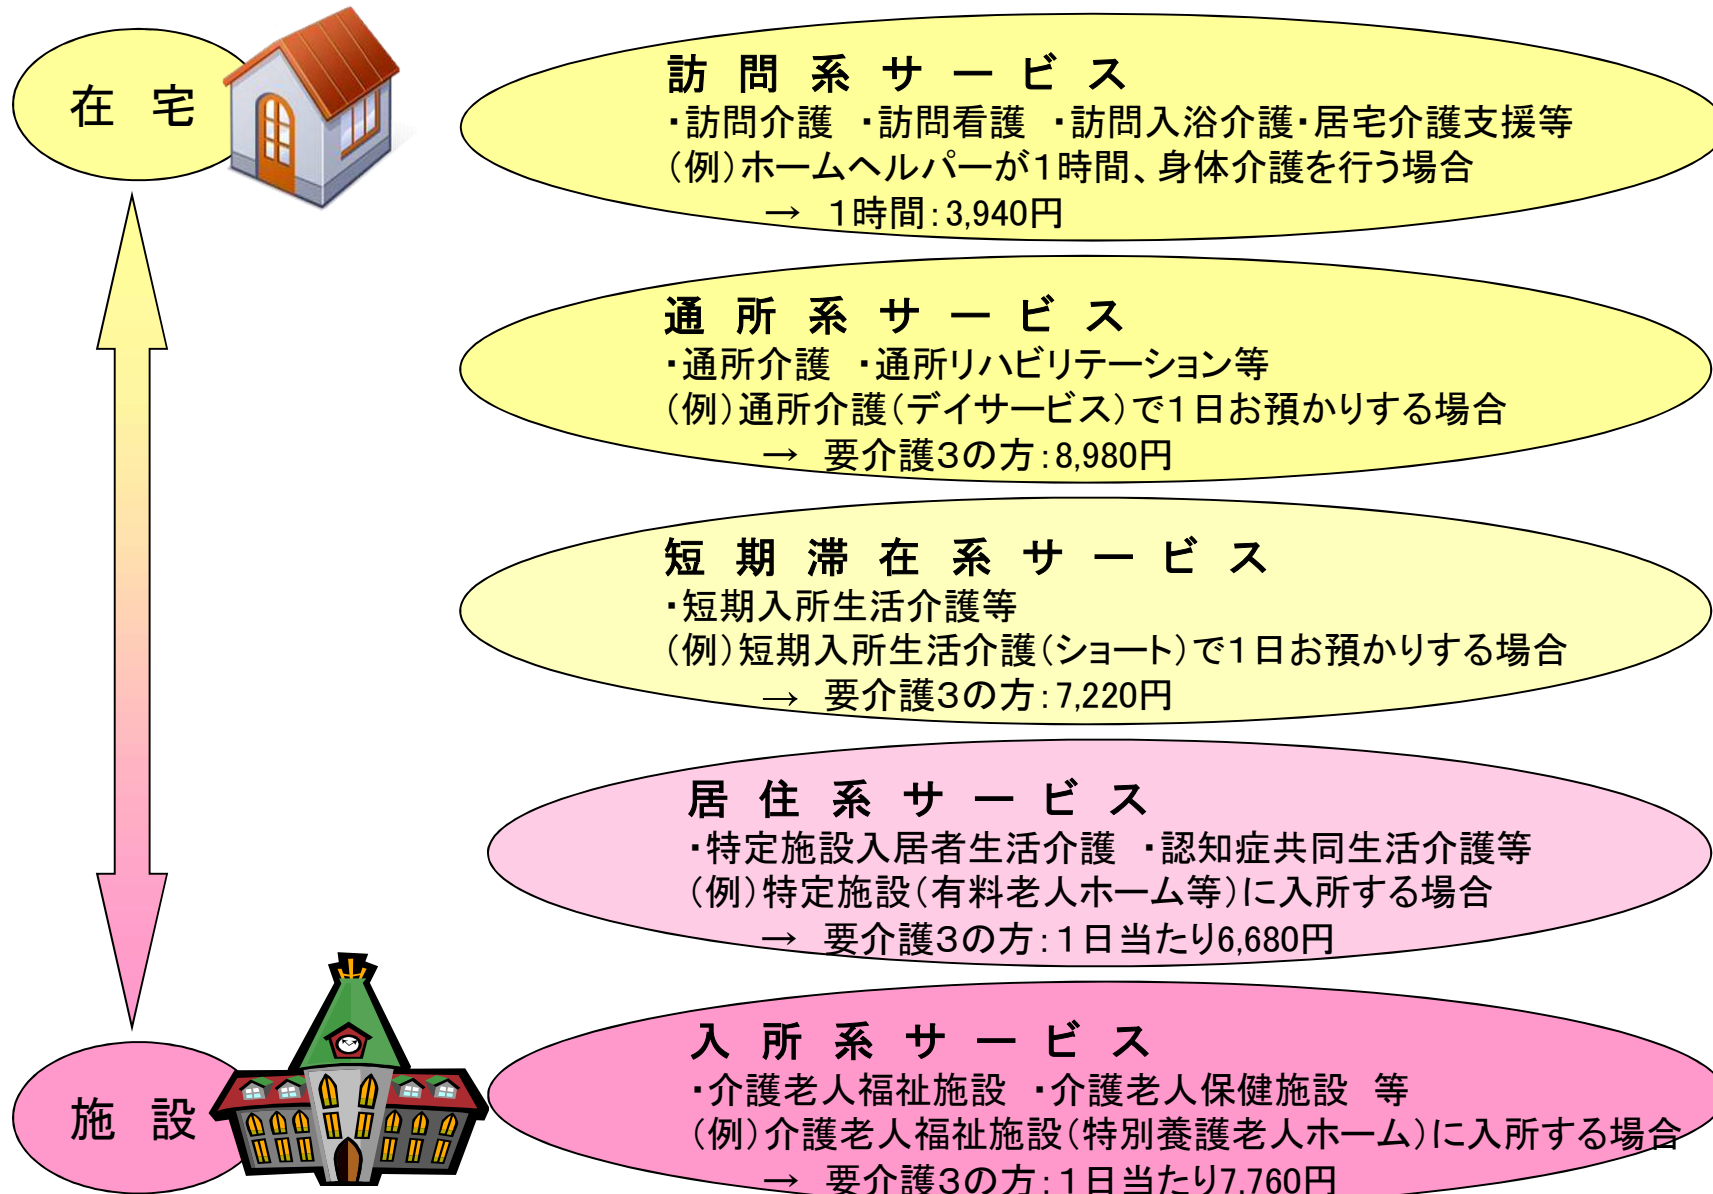 在 宅
訪 問 系 サ ー ビ ス
・訪問介護 ・訪問看護 ・訪問入浴介護・居宅介護支援等
(例)ホームヘルパーが1時間、身体介護を行う場合
→ 1時間:3,940円
通 所 系 サ ー ビ ス
・通所介護 ・通所リハビリテーション等
(例)通所介護(デイサービス)で1日お預かりする場合
→ 要介護3の方:8,980円
短 期 滞 在 系 サ ー ビ ス
・短期入所生活介護等
(例)短期入所生活介護(ショート)で1日お預かりする場合
→ 要介護3の方:7,220円
居 住 系 サ ー ビ ス
・特定施設入居者生活介護 ・認知症共同生活介護等
(例)特定施設(有料老人ホーム等)に入所する場合
→ 要介護3の方:1日当たり6,680円
施 設
入 所 系 サ ー ビ ス
・介護老人福祉施設 ・介護老人保健施設 等
(例)介護老人福祉施設(特別養護老人ホーム)に入所する場合
→ 要介護3の方:1日当たり7,760円